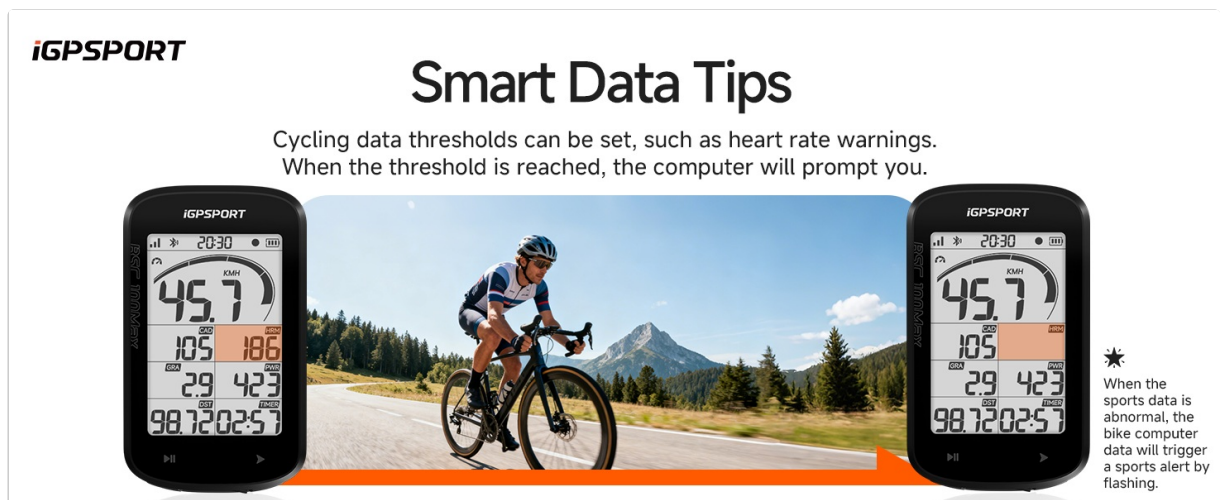 iGPSPORT
Smart Data Tips
Cycling data thresholds can be set, such as heart rate warnings.
When the threshold is reached, the computer will prompt you.
iGPSPORT
20:30
KMH
45.7
CAD
HRM
105
186
GRA
PWR
2.9
423
DST
TIMER
98.72
02:57
iGPSPORT
20:30
KMH
45.7
CAD
HRM
105
GRA
PWR
2.9
423
DST
TIMER
98.72
02:57
When the
sports data is
abnormal, the
bike computer
data will trigger
a sports alert by
flashing.